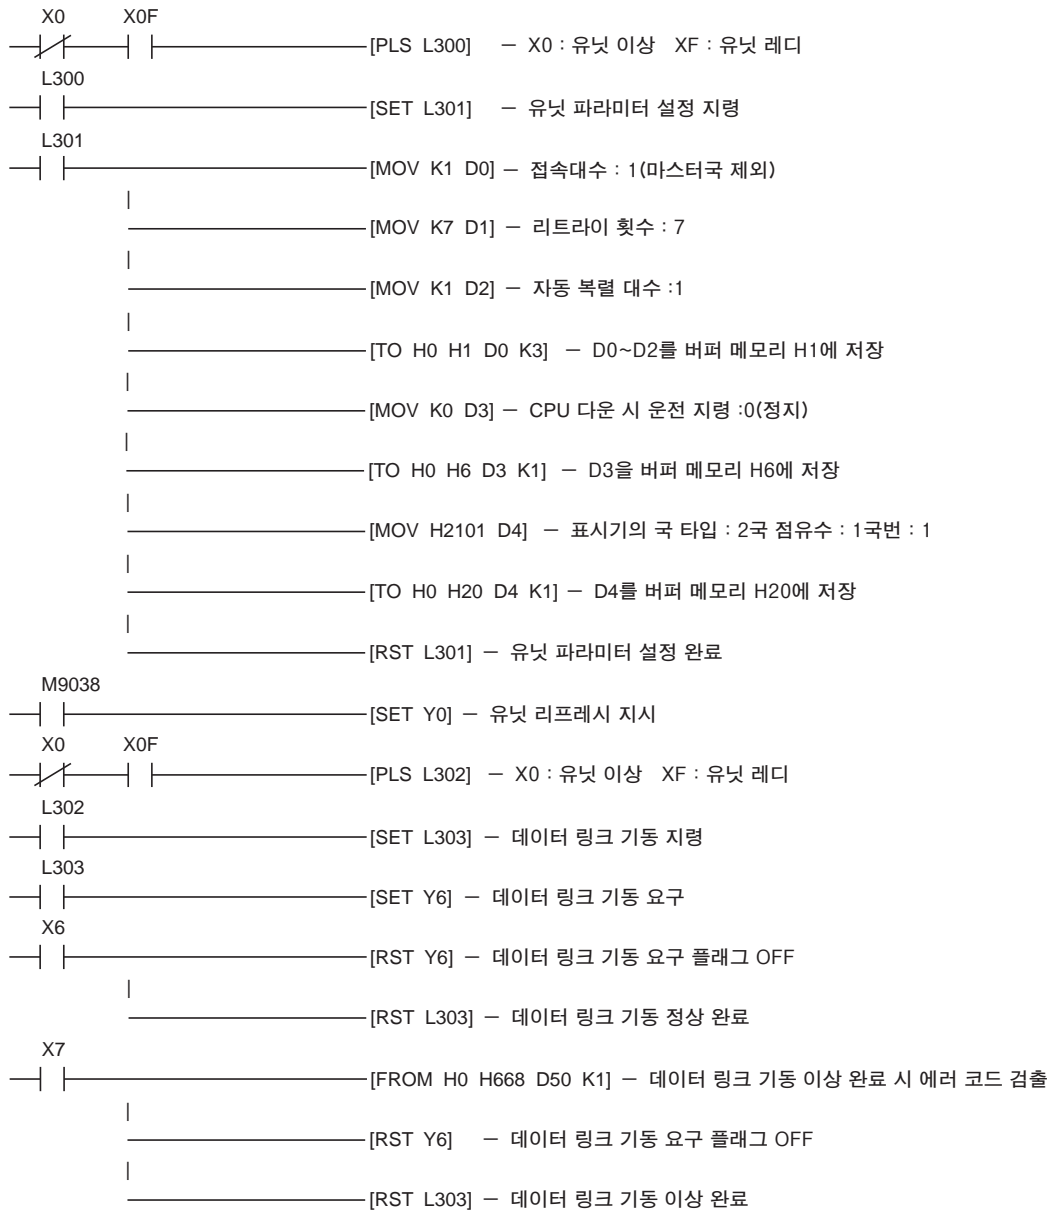 X0 X0F
[PLS L300] － X0 : 유닛 이상 XF : 유닛 레디
L300
[SET L301] － 유닛 파라미터 설정 지령
L301
[MOV K1 D0] － 접속대수 : 1(마스터국 제외)
[MOV K7 D1] － 리트라이 횟수 : 7
[MOV K1 D2] － 자동 복렬 대수 :1
[TO H0 H1 D0 K3] － D0~D2를 버퍼 메모리 H1에 저장
[MOV K0 D3] － CPU 다운 시 운전 지령 :0(정지)
[TO H0 H6 D3 K1] － D3을 버퍼 메모리 H6에 저장
[MOV H2101 D4] － 표시기의 국 타입 : 2국 점유수 : 1국번 : 1
[TO H0 H20 D4 K1] － D4를 버퍼 메모리 H20에 저장
[RST L301] － 유닛 파라미터 설정 완료
M9038
[SET Y0] － 유닛 리프레시 지시
X0 X0F
[PLS L302] － X0 : 유닛 이상 XF : 유닛 레디
L302
[SET L303] － 데이터 링크 기동 지령
L303
[SET Y6] － 데이터 링크 기동 요구
X6
[RST Y6] － 데이터 링크 기동 요구 플래그 OFF
[RST L303] － 데이터 링크 기동 정상 완료
X7
[FROM H0 H668 D50 K1] － 데이터 링크 기동 이상 완료 시 에러 코드 검출
[RST Y6] － 데이터 링크 기동 요구 플래그 OFF
[RST L303] － 데이터 링크 기동 이상 완료